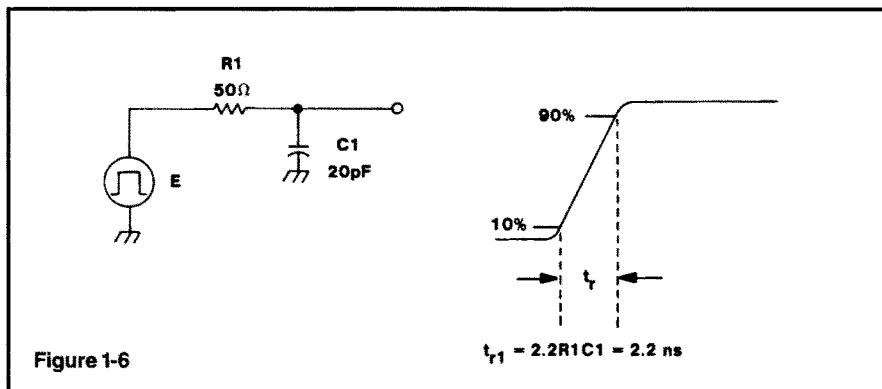 R1
50Ω
E
C1
20pF
90%
10%
tr
tr1 = 2.2R1C1 = 2.2 ns
Figure 1-6